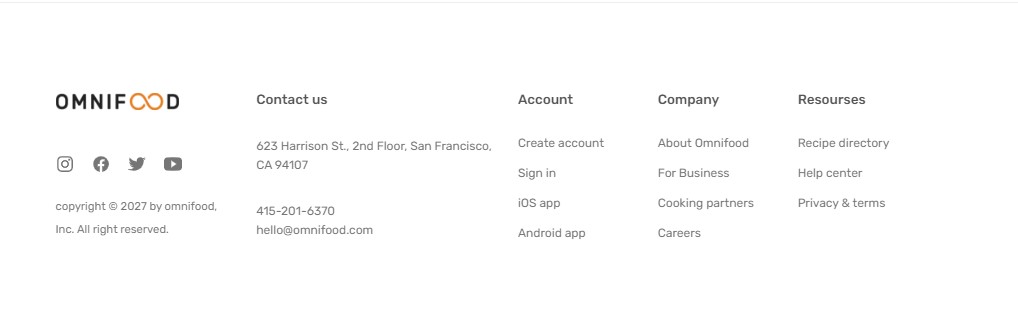 OMNIFOOD
copyright © 2027 by omnifood,
Inc. All right reserved.
Contact us
623 Harrison St., 2nd Floor, San Francisco,
CA 94107
415-201-6370
hello@omnifood.com
Account
Create account
Sign in
iOS app
Android app
Company
About Omnifood
For Business
Cooking partners
Careers
Resourses
Recipe directory
Help center
Privacy & terms